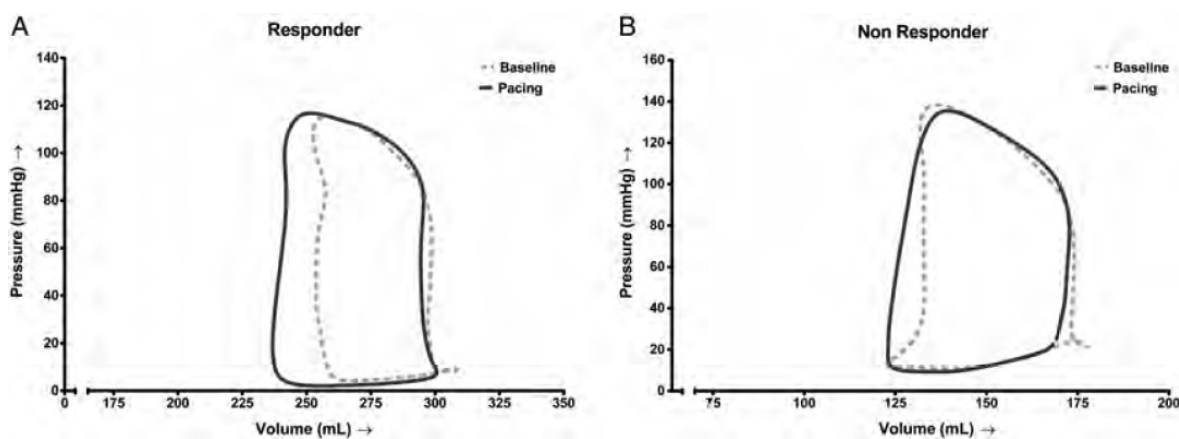 A
Responder
140
120
100
80
60
40
20
0
Pressure (mmHg) →
Baseline
Pacing
0 175 200 225 250 275 300 325 350
Volume (mL) →
B
Non Responder
160
140
120
100
80
60
40
20
0
Pressure (mmHg) →
Baseline
Pacing
0 75 100 125 150 175 200
Volume (mL) →